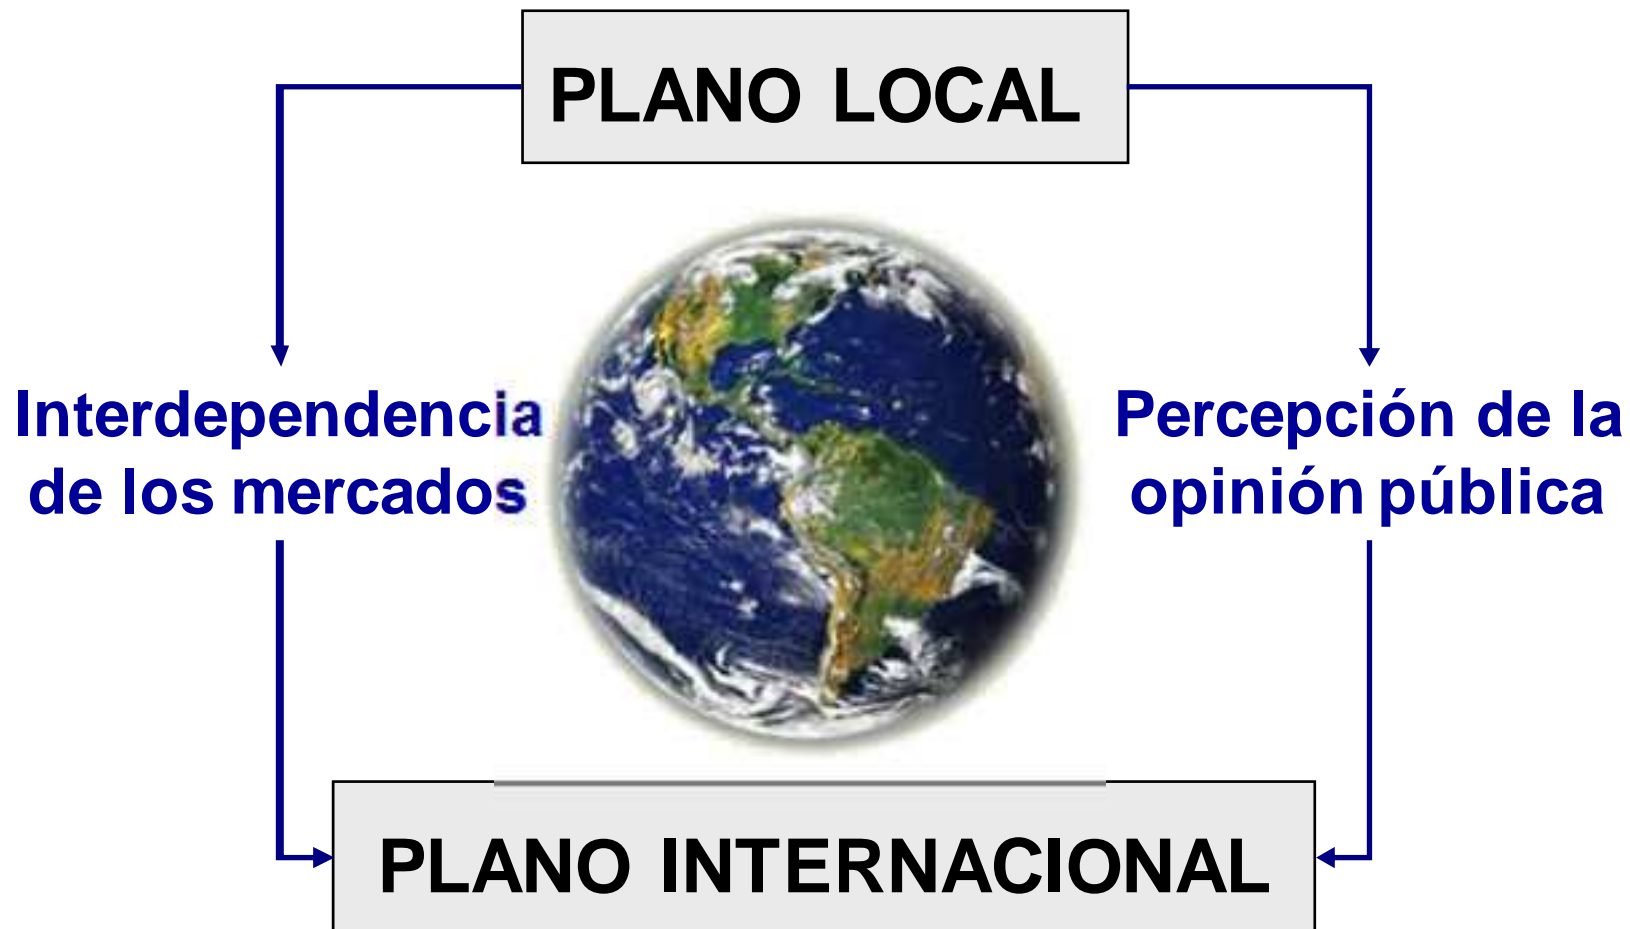 PLANO LOCAL
Interdependencia
de los mercados
Percepción de la
opinión pública
PLANO INTERNACIONAL